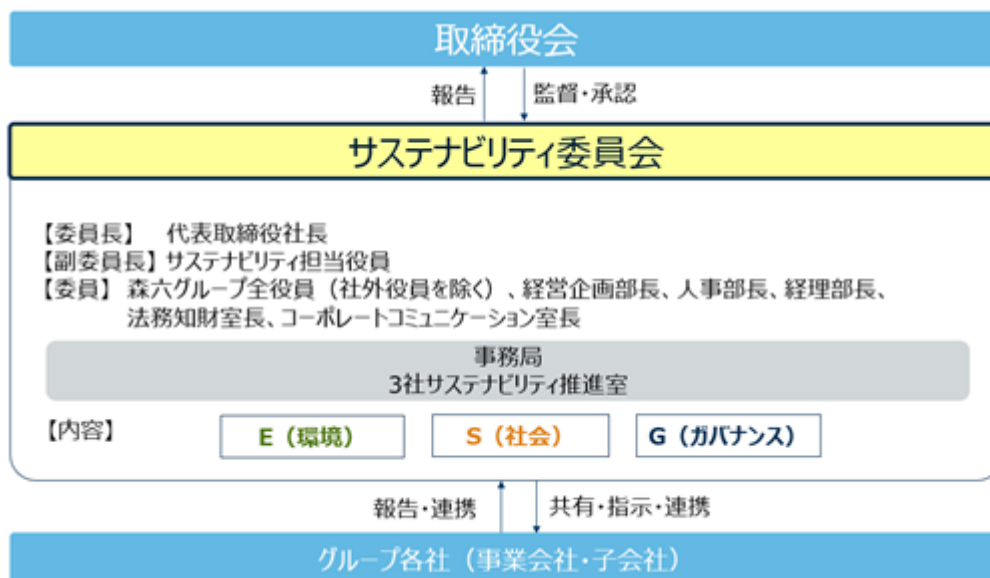 取締役会
報告 監督・承認
サステナビリティ委員会
【委員長】 代表取締役社長
【副委員長】サステナビリティ担当役員
【委員】 森六グループ全役員（社外役員を除く）、経営企画部長、人事部長、経理部長、
法務知財室長、コーポレートコミュニケーション室長
事務局
3社サステナビリティ推進室
【内容】 E（環境） S（社会） G（ガバナンス）
報告・連携 共有・指示・連携
グループ各社（事業会社・子会社）